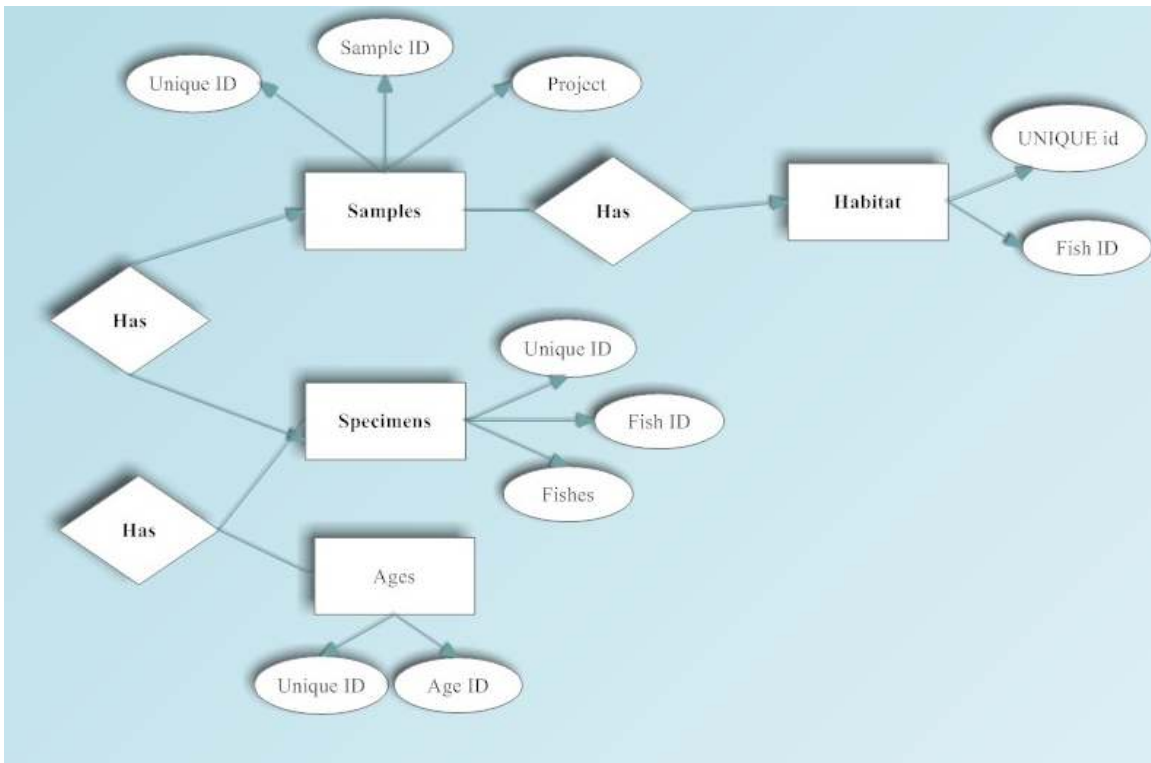 Sample ID
Unique ID
Project
UNIQUE id
Samples
Has
Habitat
Fish ID
Has
Unique ID
Specimens
Fish ID
Fishes
Has
Ages
Unique ID
Age ID